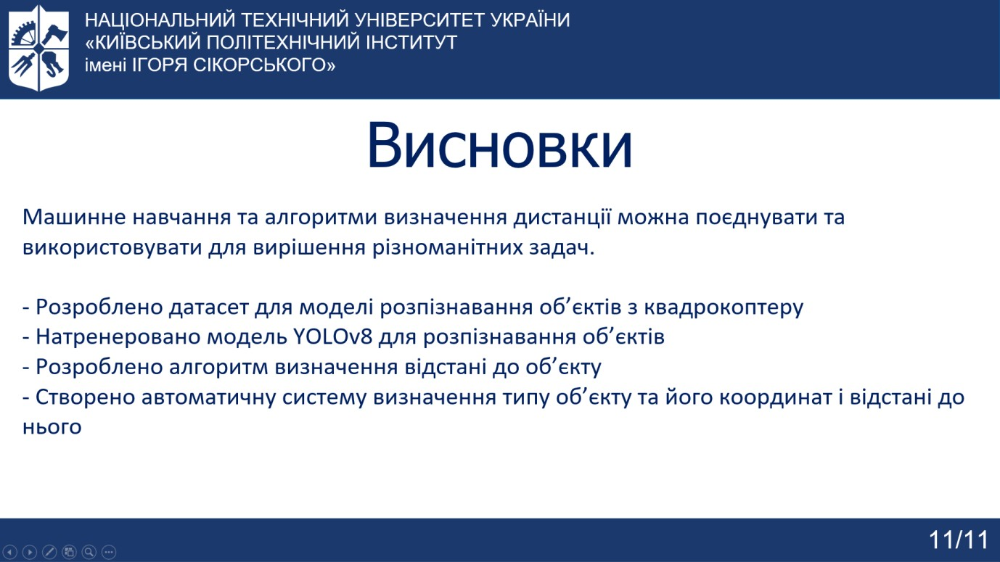 НАЦІОНАЛЬНИЙ ТЕХНІЧНИЙ УНІВЕРСИТЕТ УКРАЇНИ
«КИЇВСЬКИЙ ПОЛІТЕХНІЧНИЙ ІНСТИТУТ
імені ІГОРЯ СІКОРСЬКОГО»
Висновки
Машинне навчання та алгоритми визначення дистанції можна поєднувати та
використовувати для вирішення різноманітних задач.
- Розроблено датасет для моделі розпізнавання об’єктів з квадрокоптеру
- Натренеровано модель YOLOv8 для розпізнавання об’єктів
- Розроблено алгоритм визначення відстані до об’єкту
- Створено автоматичну систему визначення типу об’єкту та його координат і відстані до
нього
11/11